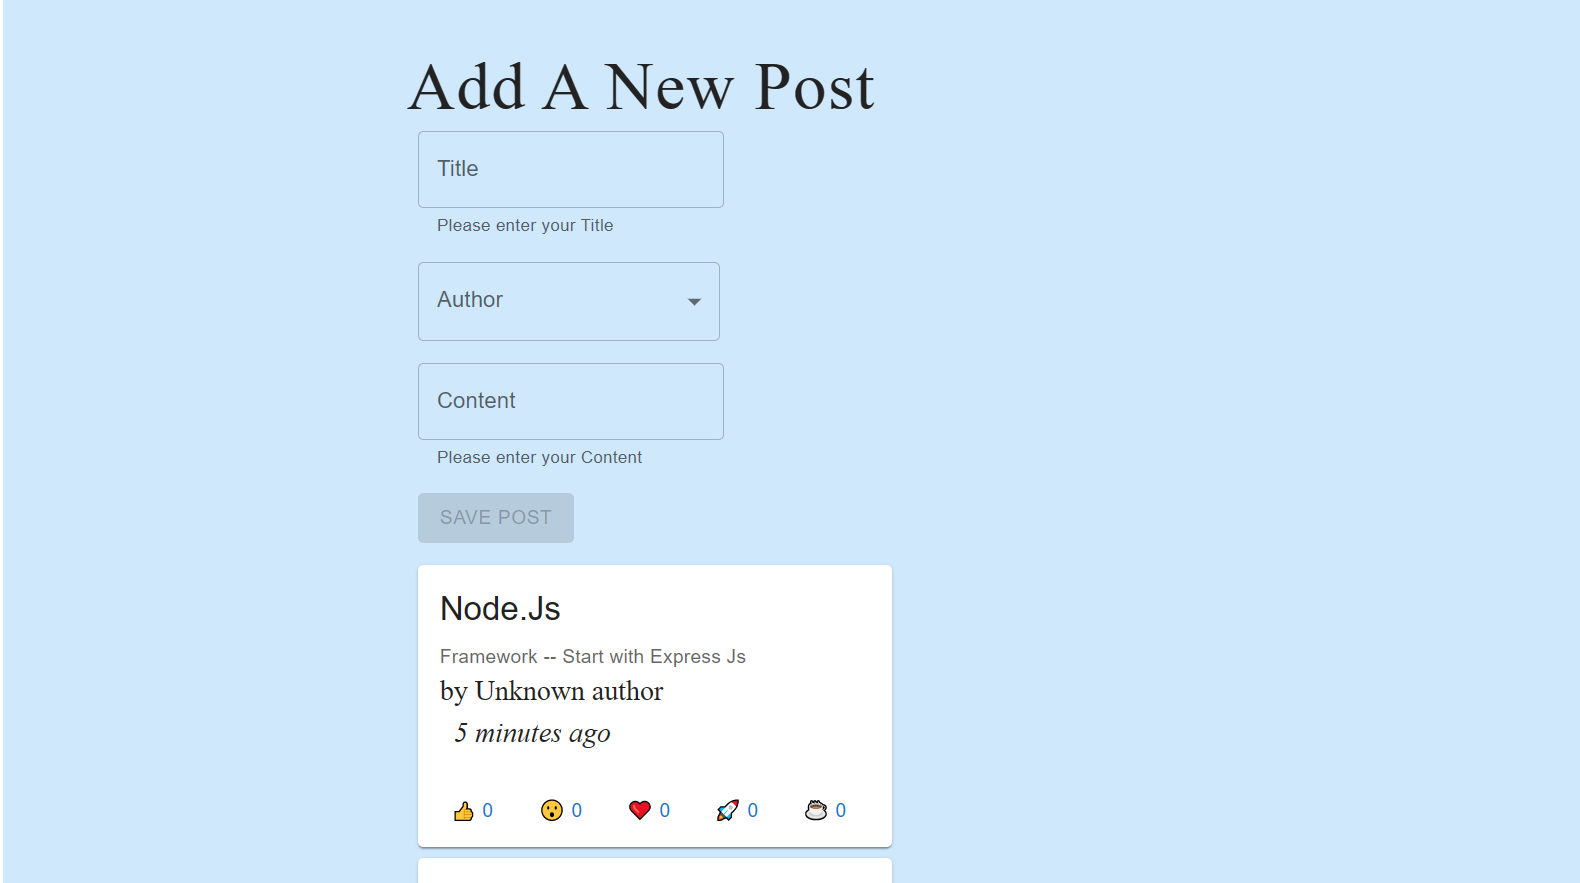 Add A New Post
Title
Please enter your Title
Author
Content
Please enter your Content
SAVE POST
Node.Js
Framework -- Start with Express Js
by Unknown author
5 minutes ago
👍 0 😮 0 ❤️ 0 🚀 0 ☕ 0